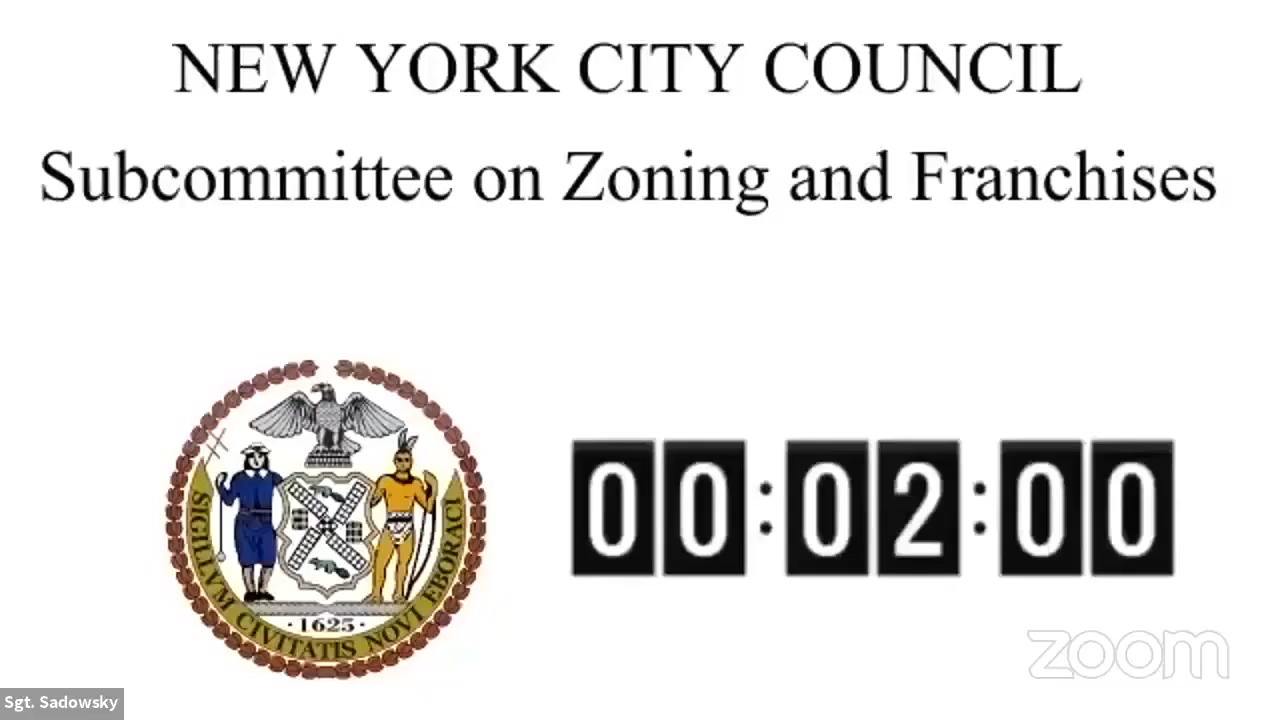 NEW YORK CITY COUNCIL
Subcommittee on Zoning and Franchises
SIGILLVM CIVITATIS NOVI EBORACI
·1625·
00:02:00
zoom
Sgt. Sadowsky